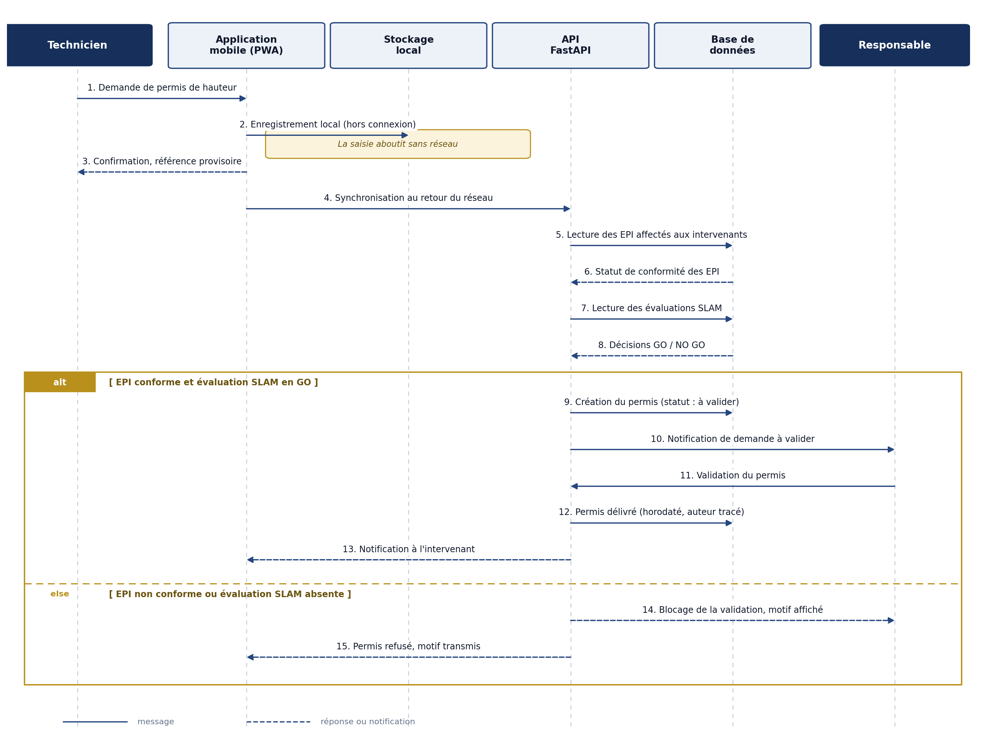 Technicien
Application
mobile (PWA)
Stockage
local
API
FastAPI
Base de
données
Responsable
1. Demande de permis de hauteur
2. Enregistrement local (hors connexion)
La saisie aboutit sans réseau
3. Confirmation, référence provisoire
4. Synchronisation au retour du réseau
5. Lecture des EPI affectés aux intervenants
6. Statut de conformité des EPI
7. Lecture des évaluations SLAM
8. Décisions GO / NO GO
alt
[ EPI conforme et évaluation SLAM en GO ]
9. Création du permis (statut : à valider)
10. Notification de demande à valider
11. Validation du permis
12. Permis délivré (horodaté, auteur tracé)
13. Notification à l'intervenant
else
[ EPI non conforme ou évaluation SLAM absente ]
14. Blocage de la validation, motif affiché
15. Permis refusé, motif transmis
message
réponse ou notification